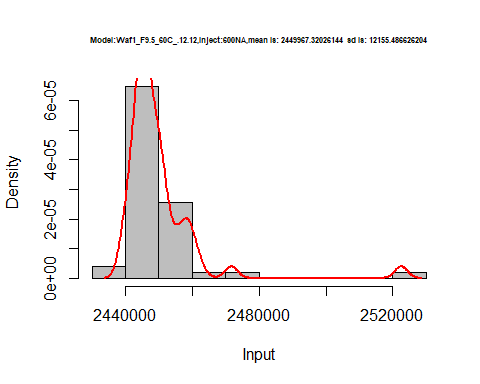 Model:Waf1_F9.5_60C_.12.12,Inject:600NA,mean is: 2449967.32026144 sd is: 12155.486626204
Density
6e-05
4e-05
2e-05
0e+00
2440000 2480000 2520000
Input